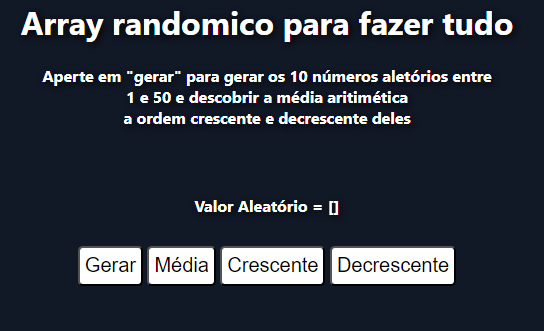 Array randomico para fazer tudo
Aperte em "gerar" para gerar os 10 números aletórios entre
1 e 50 e descobrir a média aritimética
a ordem crescente e decrescente deles
Valor Aleatório = []
Gerar Média Crescente Decrescente